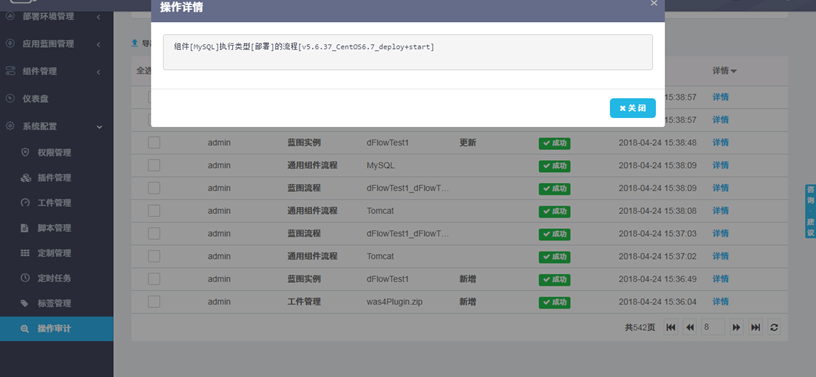 操作详情
×
组件[MySQL]执行类型[部署]的流程[v5.6.37_CentOS6.7_deploy+start]
✖ 关闭
部署环境管理
应用蓝图管理
组件管理
仪表盘
系统配置
权限管理
插件管理
工件管理
脚本管理
定制管理
定时任务
标签管理
操作审计
详情
15:38:57 详情
15:38:57 详情
admin 蓝图实例 dFlowTest1 更新 成功 2018-04-24 15:38:48 详情
admin 通用组件流程 MySQL 成功 2018-04-24 15:38:09 详情
admin 蓝图流程 dFlowTest1_dFlowT... 成功 2018-04-24 15:38:09 详情
admin 通用组件流程 Tomcat 成功 2018-04-24 15:38:08 详情
admin 蓝图流程 dFlowTest1_dFlowT... 成功 2018-04-24 15:37:03 详情
admin 通用组件流程 Tomcat 成功 2018-04-24 15:37:02 详情
admin 蓝图实例 dFlowTest1 新增 成功 2018-04-24 15:36:49 详情
admin 工件管理 was4Plugin.zip 新增 成功 2018-04-24 15:36:04 详情
共542页 8
咨询·建议